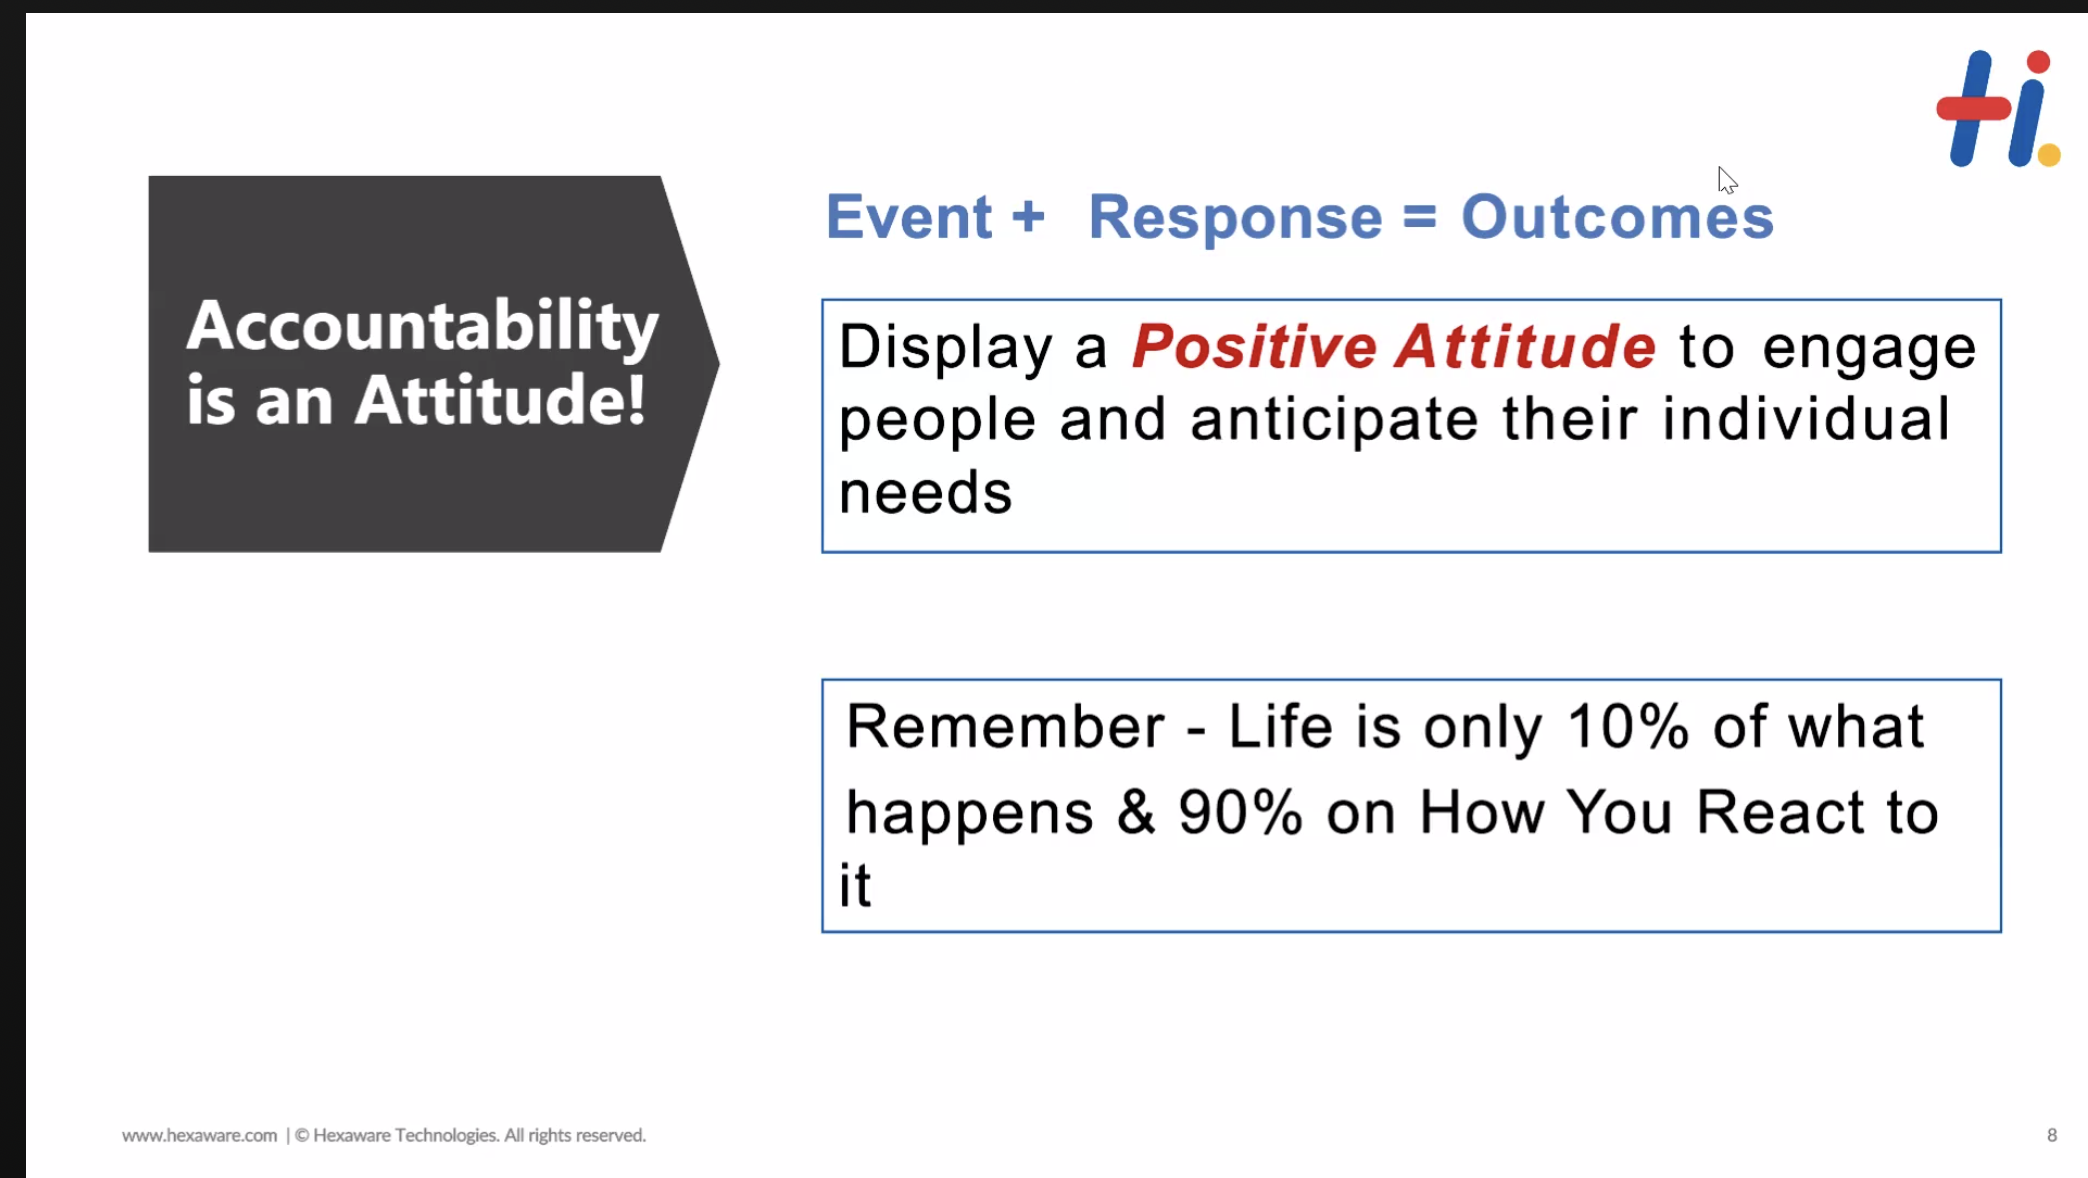 Hi.
Accountability
is an Attitude!
Event + Response = Outcomes
Display a Positive Attitude to engage
people and anticipate their individual
needs
Remember - Life is only 10% of what
happens & 90% on How You React to
it
www.hexaware.com | © Hexaware Technologies. All rights reserved.
8